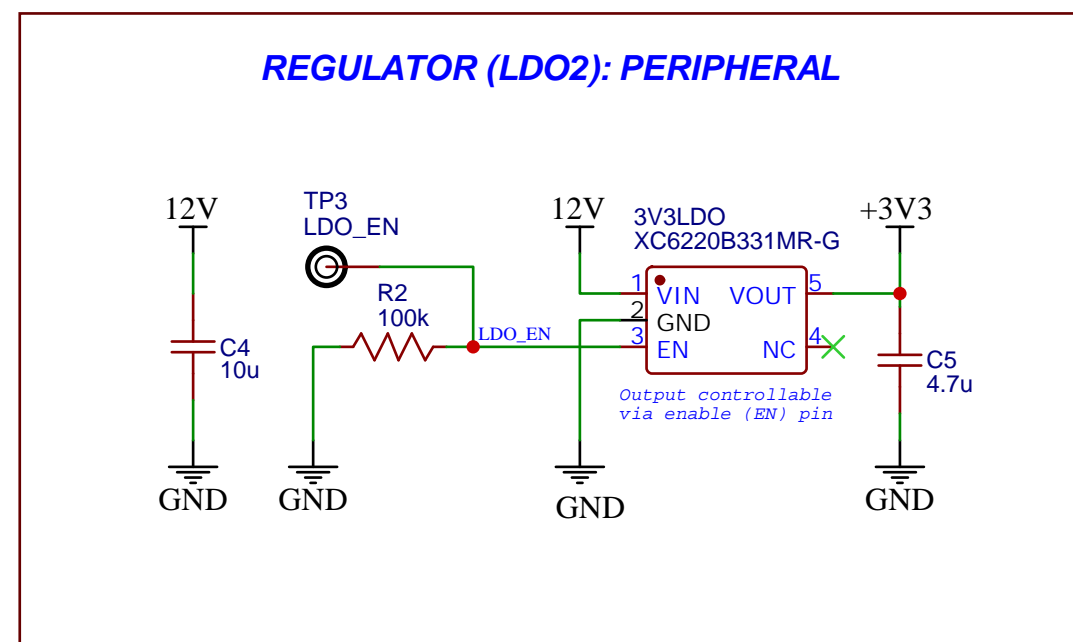 REGULATOR (LDO2): PERIPHERAL
12V
C4
10u
GND
TP3
LDO_EN
R2
100k
GND
LDO_EN
12V
GND
3V3LDO
XC6220B331MR-G
1
VIN
2
GND
3
EN
VOUT
5
NC
4
Output controllable
via enable (EN) pin
+3V3
C5
4.7u
GND